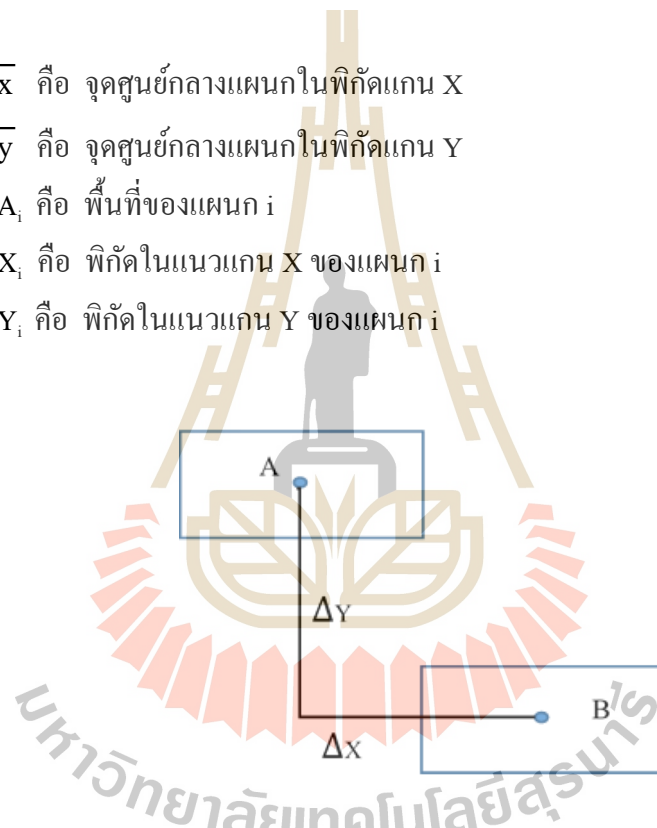 x̄ คือ จุดศูนย์กลางแผนกในพิกัดแกน X
ȳ คือ จุดศูนย์กลางแผนกในพิกัดแกน Y
Aᵢ คือ พื้นที่ของแผนก i
Xᵢ คือ พิกัดในแนวแกน X ของแผนก i
Yᵢ คือ พิกัดในแนวแกน Y ของแผนก i
A
ΔY
B
ΔX
มหาวิทยาลัยเทคโนโลยีสุรนารี